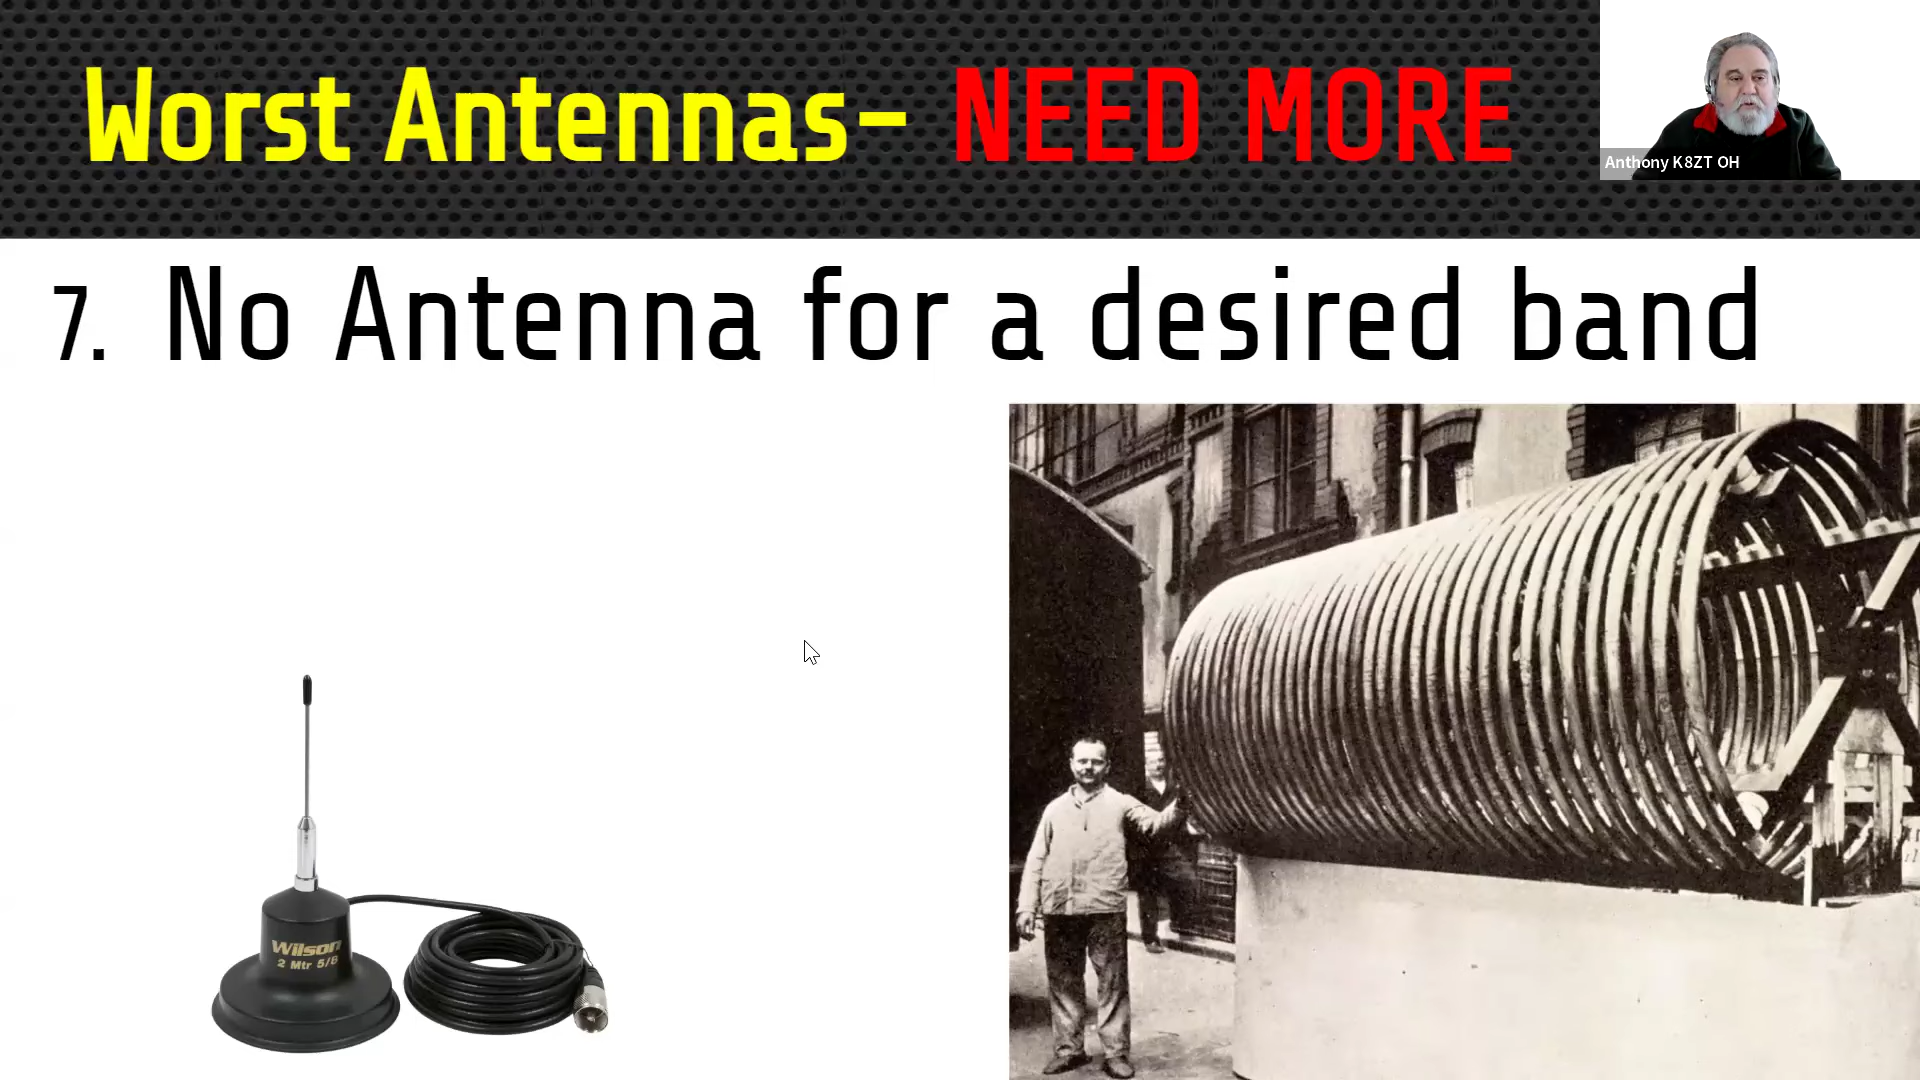 Worst Antennas- NEED MORE
Anthony K8ZT OH
7. No Antenna for a desired band
Wilson
2 Mtr 5/8